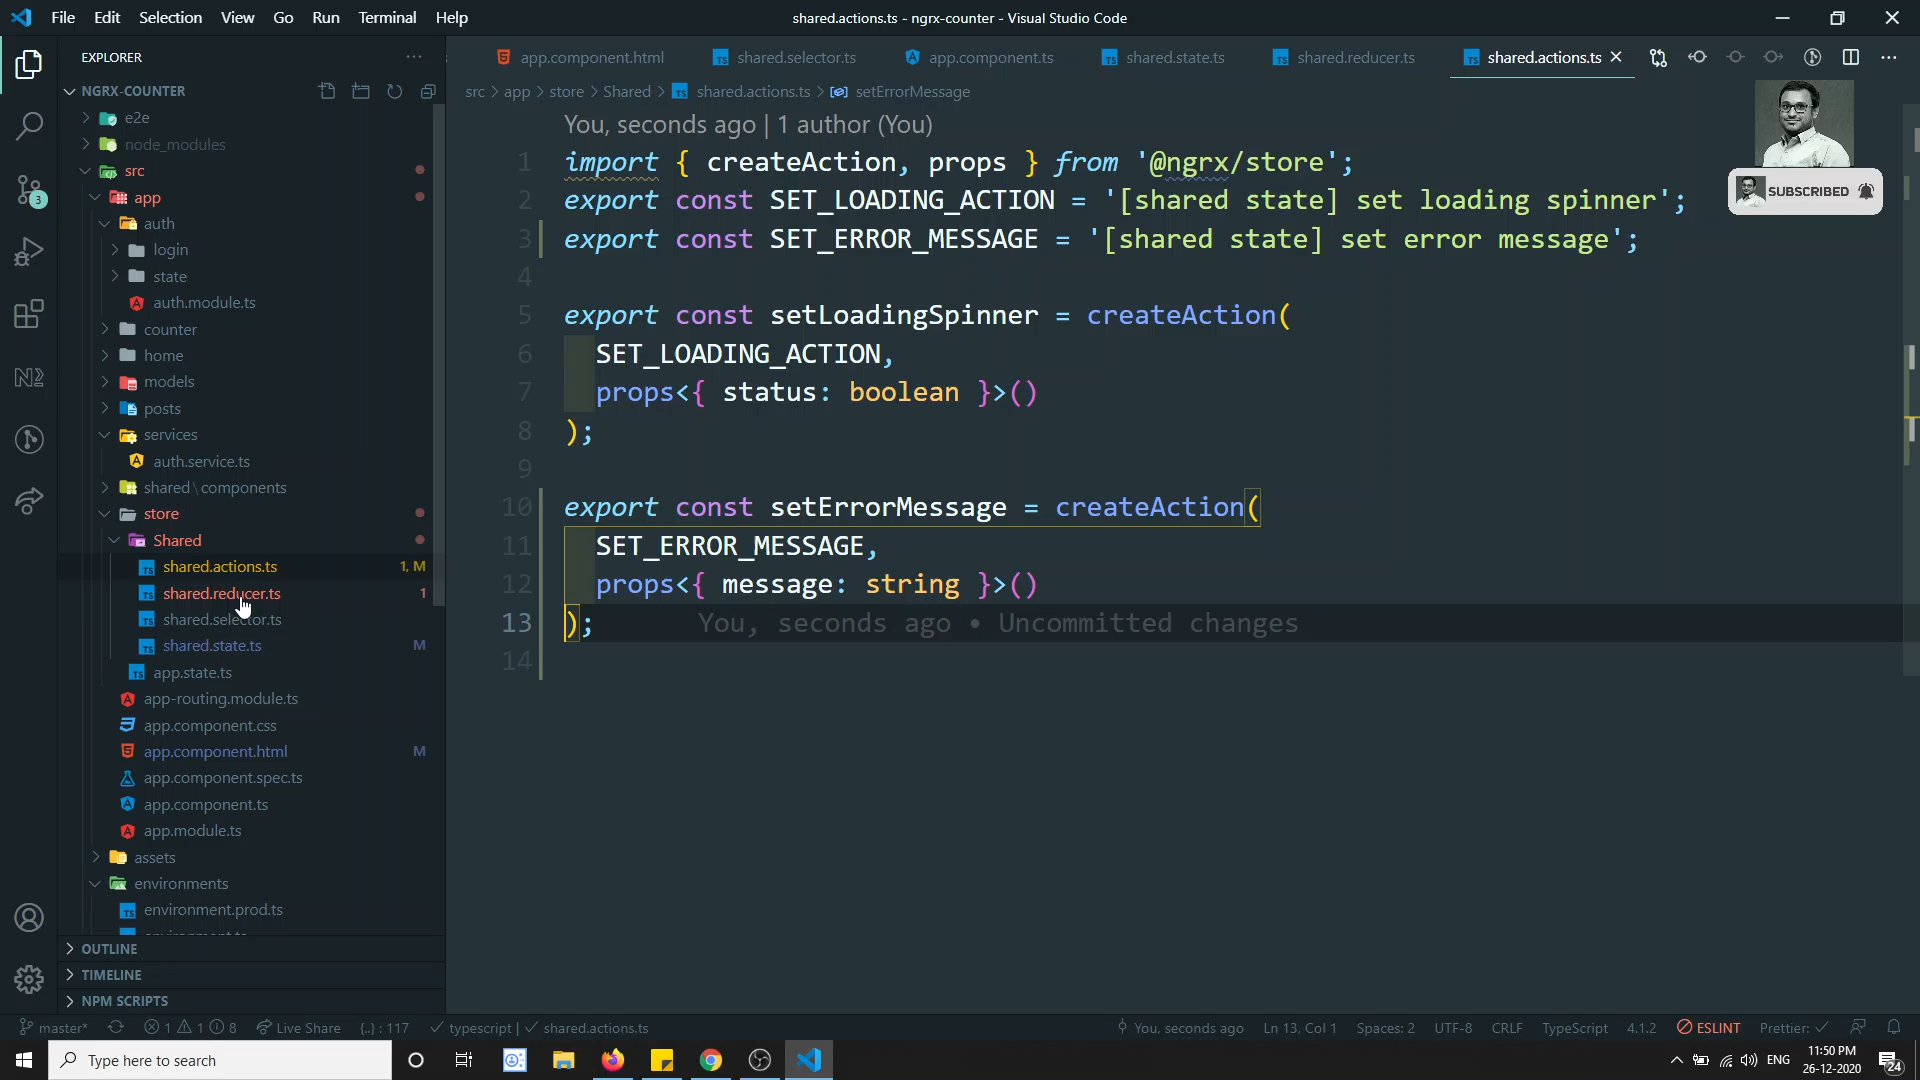 File Edit Selection View Go Run Terminal Help
shared.actions.ts - ngrx-counter - Visual Studio Code
EXPLORER
NGRX-COUNTER
e2e
node_modules
src
app
auth
login
state
auth.module.ts
counter
home
models
posts
services
auth.service.ts
shared\components
store
Shared
shared.actions.ts 1, M
shared.reducer.ts 1
shared.selector.ts
shared.state.ts M
app.state.ts
app-routing.module.ts
app.component.css
app.component.html M
app.component.spec.ts
app.component.ts
app.module.ts
assets
environments
environment.prod.ts
OUTLINE
TIMELINE
NPM SCRIPTS
3
app.component.html shared.selector.ts app.component.ts shared.state.ts shared.reducer.ts shared.actions.ts
src > app > store > Shared > shared.actions.ts > setErrorMessage
You, seconds ago | 1 author (You)
1 import { createAction, props } from '@ngrx/store';
2 export const SET_LOADING_ACTION = '[shared state] set loading spinner';
3 export const SET_ERROR_MESSAGE = '[shared state] set error message';
4
5 export const setLoadingSpinner = createAction(
6 SET_LOADING_ACTION,
7 props<{ status: boolean }>()
8 );
9
10 export const setErrorMessage = createAction(
11 SET_ERROR_MESSAGE,
12 props<{ message: string }>()
13 ); You, seconds ago • Uncommitted changes
14
SUBSCRIBED
master* 1 1 8 Live Share {..} : 117 typescript | shared.actions.ts
You, seconds ago Ln 13, Col 1 Spaces: 2 UTF-8 CRLF TypeScript 4.1.2 ESLINT Prettier:
Type here to search
ENG 11:50 PM
26-12-2020
24